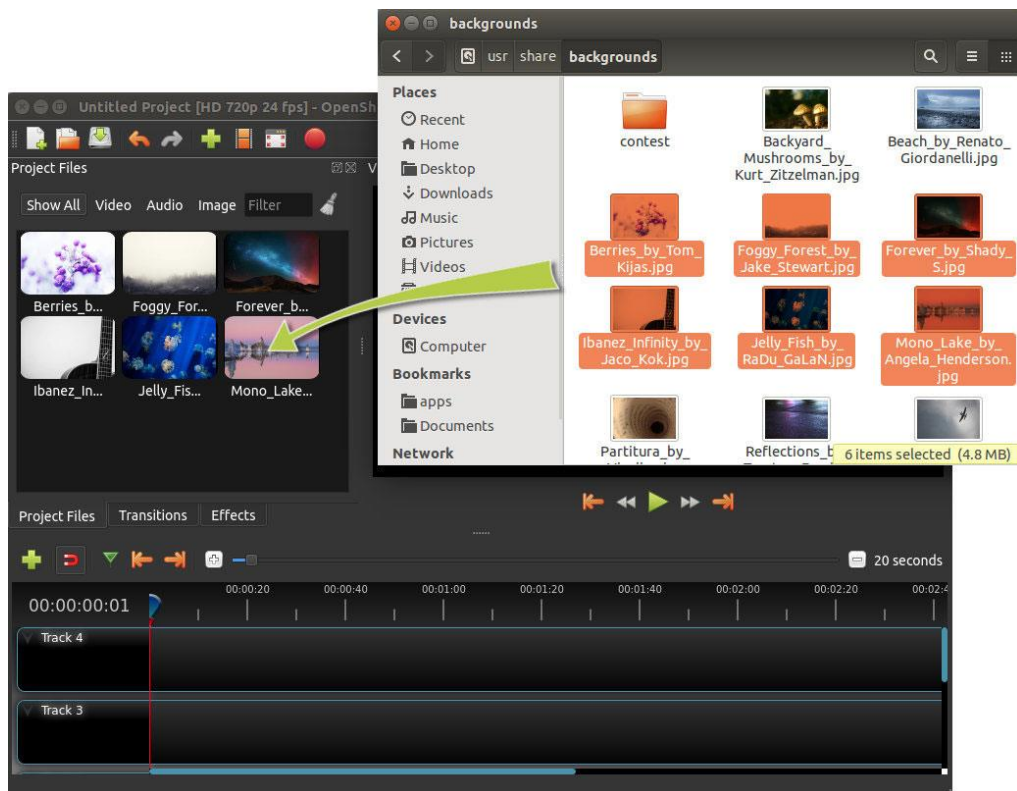 backgrounds
usr share backgrounds
Places
Recent
Home
Desktop
Downloads
Music
Pictures
Videos
Devices
Computer
Bookmarks
apps
Documents
Network
contest
Backyard_
Mushrooms_by_
Kurt_Zitzelman.jpg
Beach_by_Renato_
Giordanelli.jpg
Berries_by_Tom_
Kijas.jpg
Foggy_Forest_by_
Jake_Stewart.jpg
Forever_by_Shady_
S.jpg
Ibanez_Infinity_by_
Jaco_Kok.jpg
Jelly_Fish_by_
RaDu_GaLaN.jpg
Mono_Lake_by_
Angela_Henderson.
jpg
Partitura_by_
Reflections_b
6 items selected (4.8 MB)
Untitled Project [HD 720p 24 fps] - OpenSh
Project Files
V
Show All Video Audio Image Filter
Berries_b... Foggy_For... Forever_b...
Ibanez_In... Jelly_Fis... Mono_Lake...
Project Files Transitions Effects
20 seconds
00:00:00:01
00:00:20 00:00:40 00:01:00 00:01:20 00:01:40 00:02:00 00:02:20 00:02:4
Track 4
Track 3